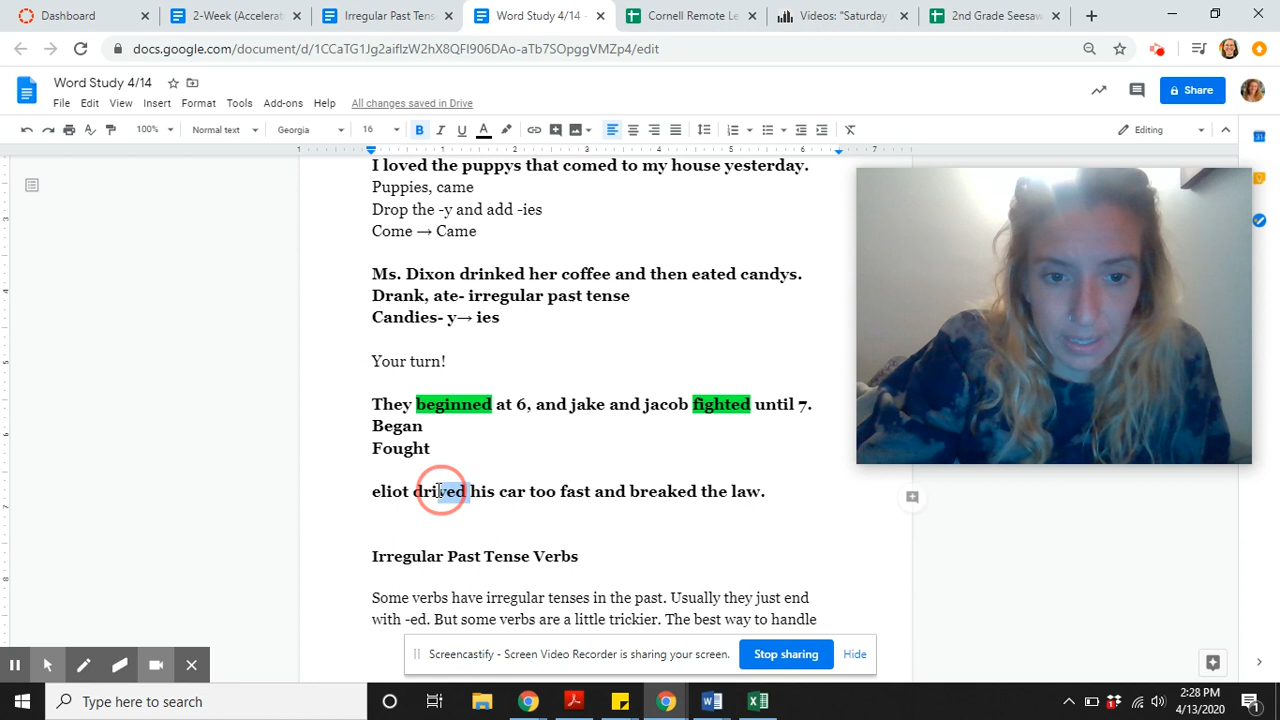 Dashboard
2-Week (Accelerat
Irregular Past Tens
Word Study 4/14 -
Cornell Remote Le
Videos: "Saturday
2nd Grade Seesaw
docs.google.com/document/d/1CCaTG1Jg2aiflzW2hX8QFI906DAo-aTb7SOpggVMZp4/edit
Word Study 4/14
File Edit View Insert Format Tools Add-ons Help All changes saved in Drive
Share
100% Normal text Georgia 16 Editing
1 1 2 3 4 5 6 7
I loved the puppys that comed to my house yesterday.
Puppies, came
Drop the -y and add -ies
Come → Came
Ms. Dixon drinked her coffee and then eated candys.
Drank, ate- irregular past tense
Candies- y→ ies
Your turn!
They beginned at 6, and jake and jacob fighted until 7.
Began
Fought
eliot drived his car too fast and breaked the law.
Irregular Past Tense Verbs
Some verbs have irregular tenses in the past. Usually they just end
with -ed. But some verbs are a little trickier. The best way to handle
Screencastify - Screen Video Recorder is sharing your screen. Stop sharing Hide
Type here to search
2:28 PM
4/13/2020